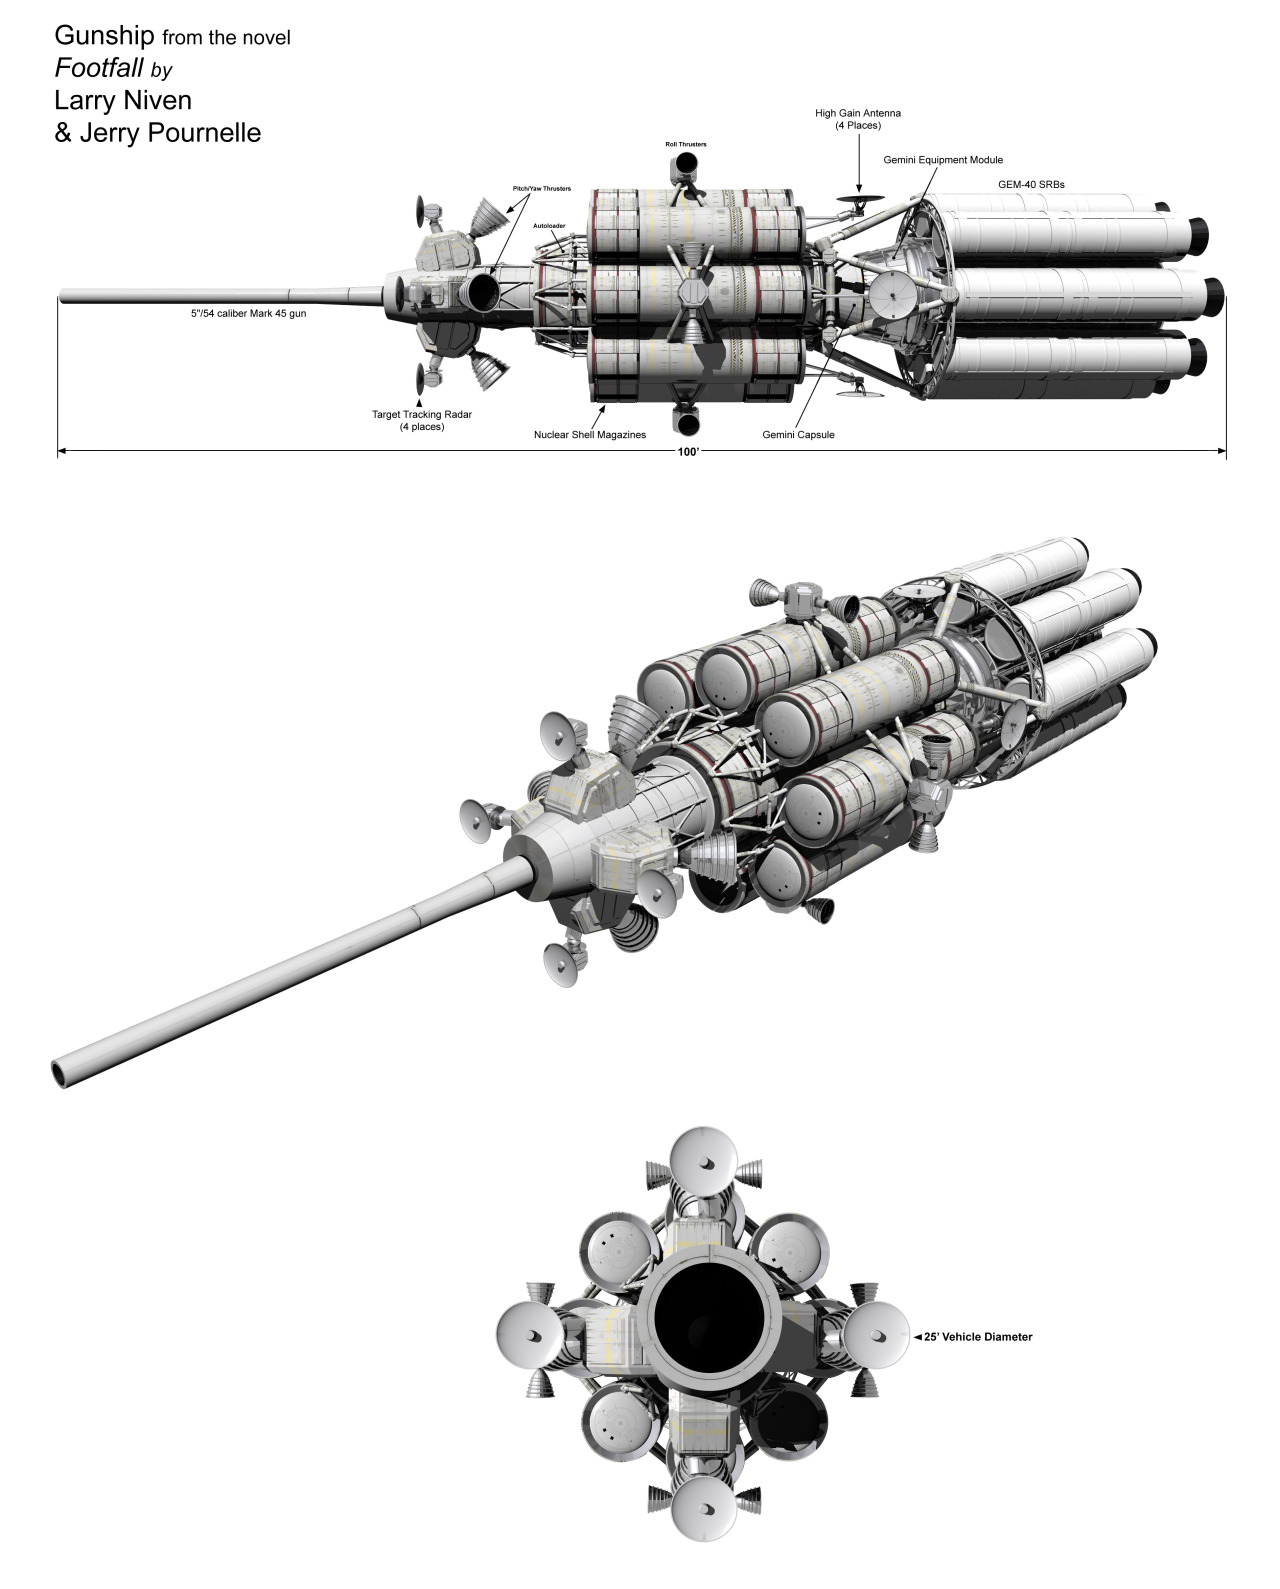 Gunship from the novel
Footfall by
Larry Niven
& Jerry Pournelle
High Gain Antenna
(4 Places)
Roll Thrusters
Gemini Equipment Module
Pitch/Yaw Thrusters
GEM-40 SRBs
Autoloader
5"/54 caliber Mark 45 gun
Target Tracking Radar
(4 places)
Nuclear Shell Magazines
Gemini Capsule
100'
25' Vehicle Diameter